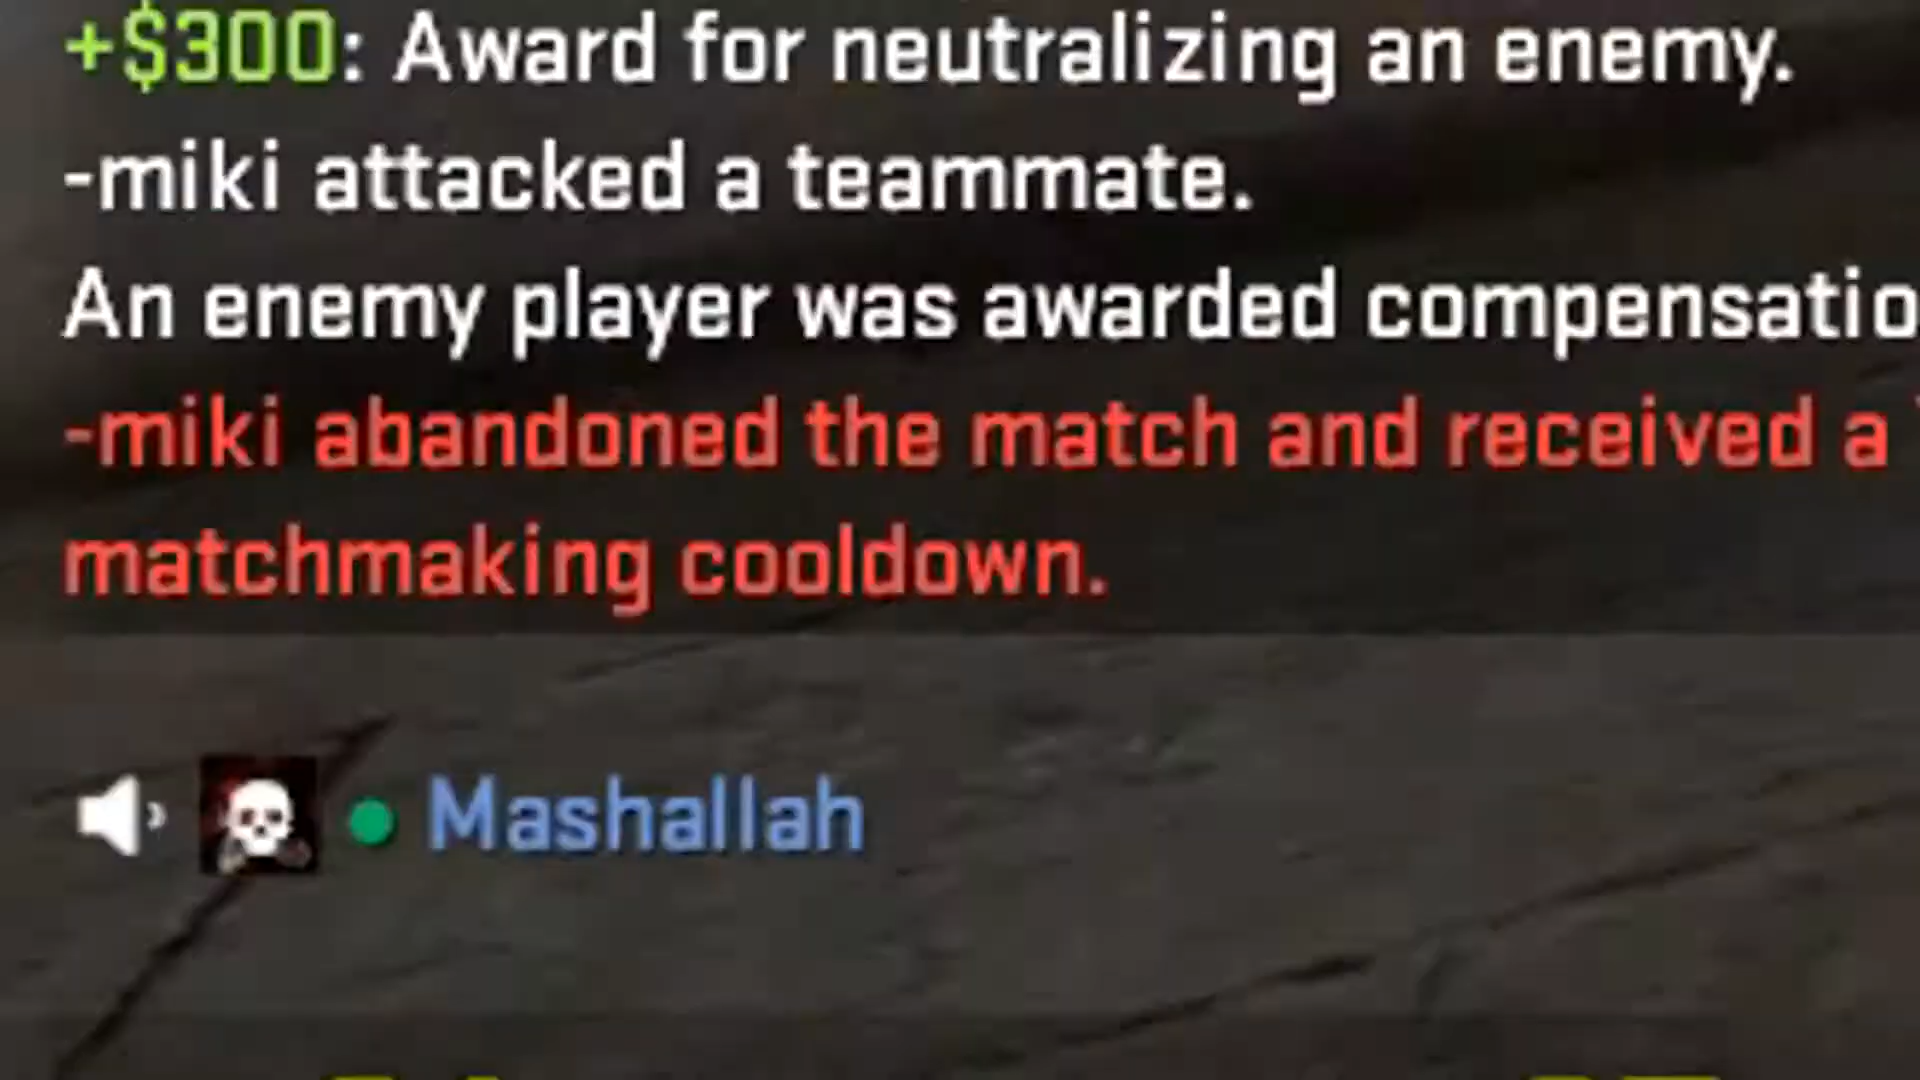 +$300: Award for neutralizing an enemy.
-miki attacked a teammate.
An enemy player was awarded
-miki abandoned the match and received a
matchmaking cooldown.
Mashallah